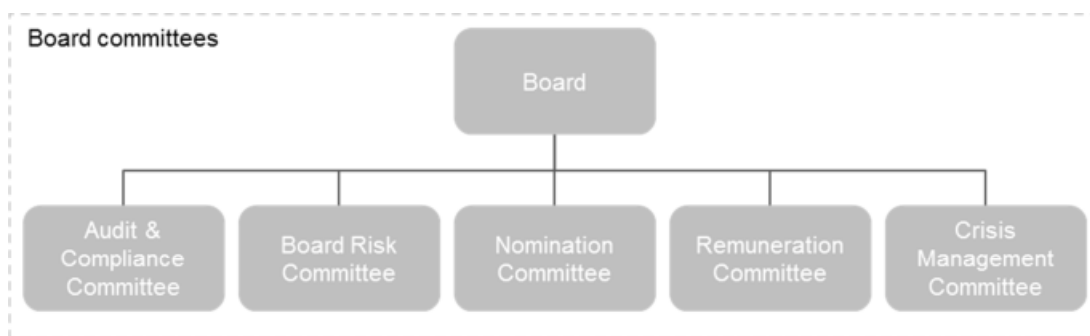 Board committees
Board
Audit &
Compliance
Committee
Board Risk
Committee
Nomination
Committee
Remuneration
Committee
Crisis
Management
Committee